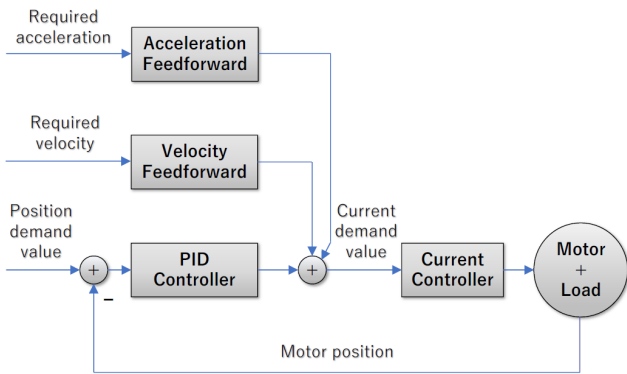 Required
acceleration
Acceleration
Feedforward
Required
velocity
Velocity
Feedforward
Position
demand
value
+
−
PID
Controller
+
Current
demand
value
Current
Controller
Motor
+
Load
Motor position